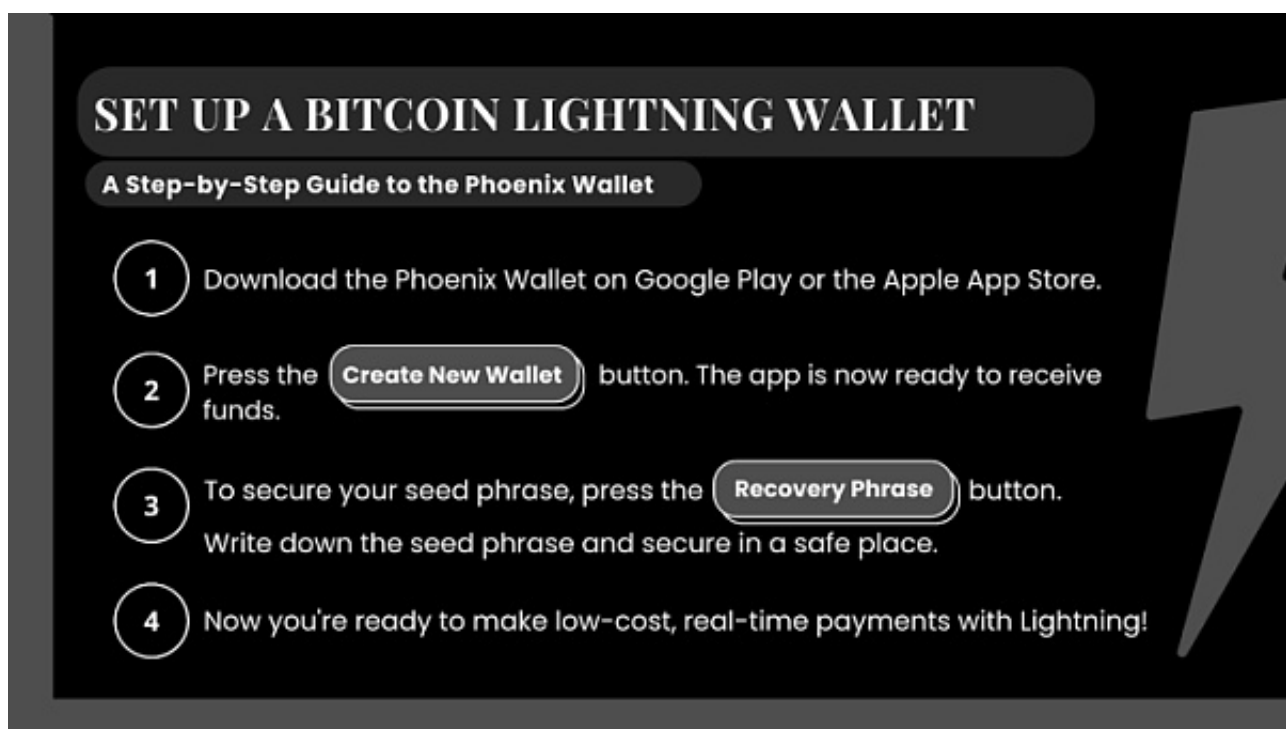 SET UP A BITCOIN LIGHTNING WALLET
A Step-by-Step Guide to the Phoenix Wallet
1 Download the Phoenix Wallet on Google Play or the Apple App Store.
2 Press the Create New Wallet button. The app is now ready to receive
funds.
3 To secure your seed phrase, press the Recovery Phrase button.
Write down the seed phrase and secure in a safe place.
4 Now you're ready to make low-cost, real-time payments with Lightning!